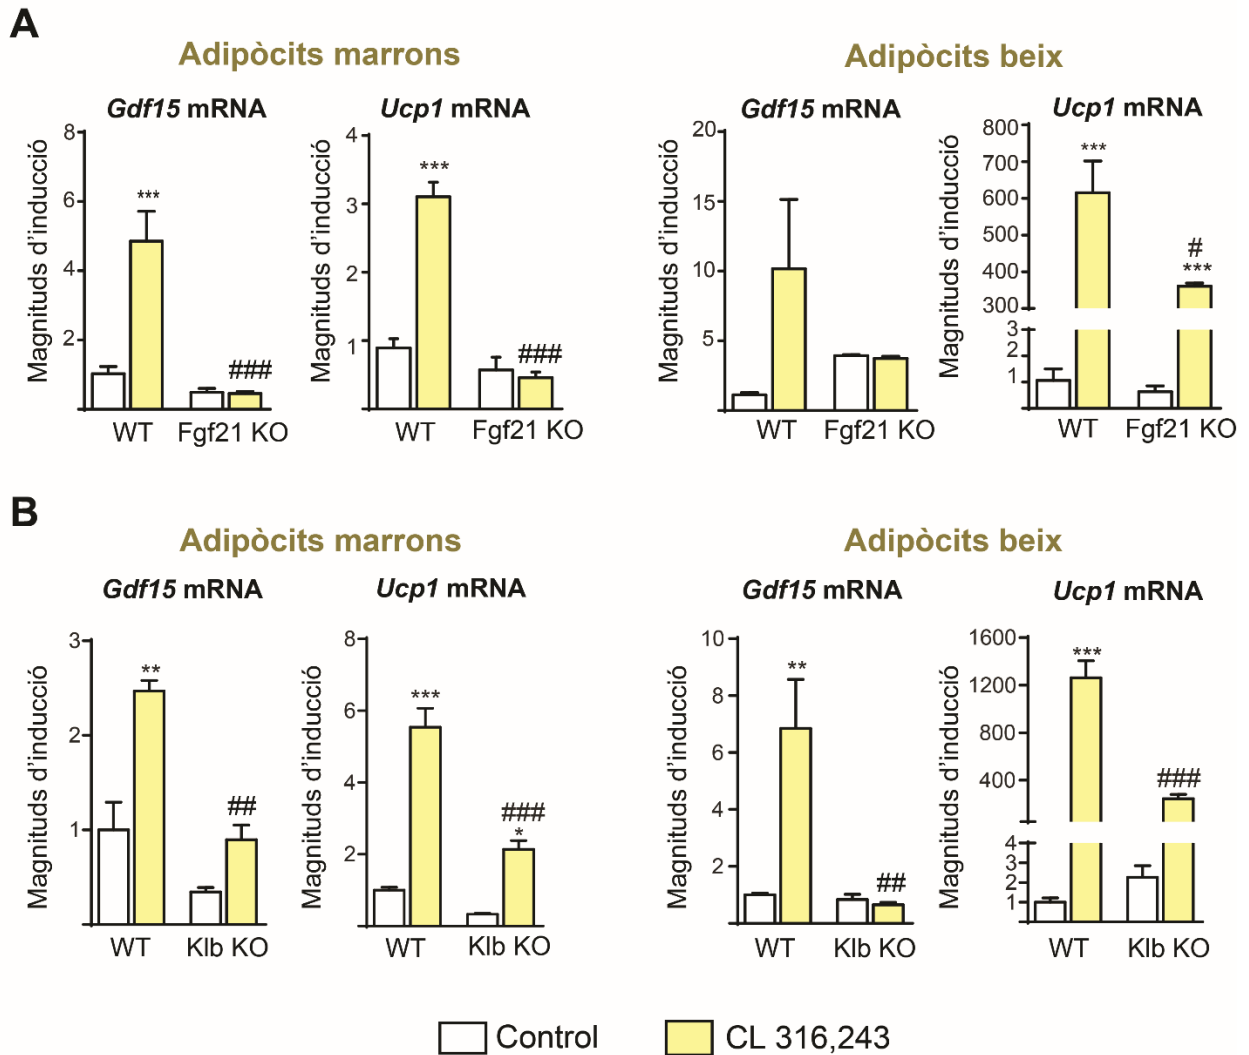 A
Adipòcits marrons
Adipòcits beix
Gdf15 mRNA
Ucp1 mRNA
Gdf15 mRNA
Ucp1 mRNA
Magnituds d'inducció
8
6
4
2
***
###
WT
Fgf21 KO
Magnituds d'inducció
4
3
2
1
***
###
WT
Fgf21 KO
Magnituds d'inducció
20
15
10
5
WT
Fgf21 KO
Magnituds d'inducció
800
700
600
500
400
300
3
2
1
***
#
***
WT
Fgf21 KO
B
Adipòcits marrons
Adipòcits beix
Gdf15 mRNA
Ucp1 mRNA
Gdf15 mRNA
Ucp1 mRNA
Magnituds d'inducció
3
2
1
**
##
WT
Klb KO
Magnituds d'inducció
8
6
4
2
***
###
*
WT
Klb KO
Magnituds d'inducció
10
8
6
4
2
**
##
WT
Klb KO
Magnituds d'inducció
1600
1200
800
400
4
3
2
1
***
###
WT
Klb KO
Control
CL 316,243